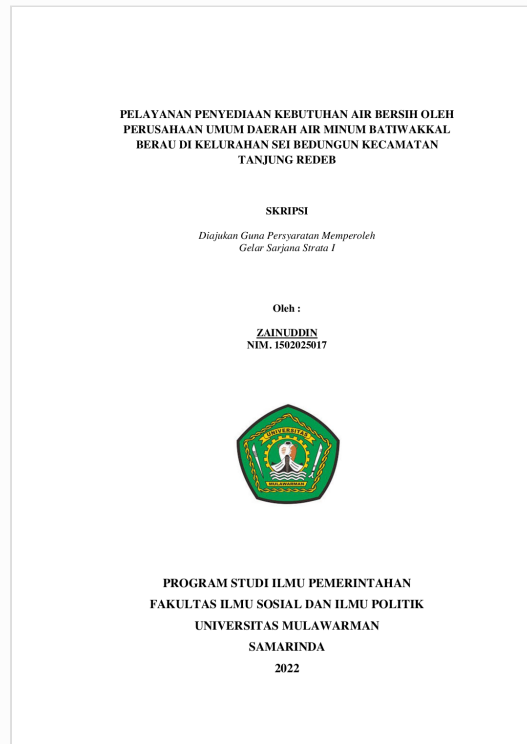 PELAYANAN PENYEDIAAN KEBUTUHAN AIR BERSIH OLEH
PERUSAHAAN UMUM DAERAH AIR MINUM BATIWAKKAL
BERAU DI KELURAHAN SEI BEDUNGUN KECAMATAN
TANJUNG REDEB
SKRIPSI
Diajukan Guna Persyaratan Memperoleh
Gelar Sarjana Strata I
Oleh :
ZAINUDDIN
NIM. 1502025017
UNIVERSITAS
MULAWARMAN
PROGRAM STUDI ILMU PEMERINTAHAN
FAKULTAS ILMU SOSIAL DAN ILMU POLITIK
UNIVERSITAS MULAWARMAN
SAMARINDA
2022